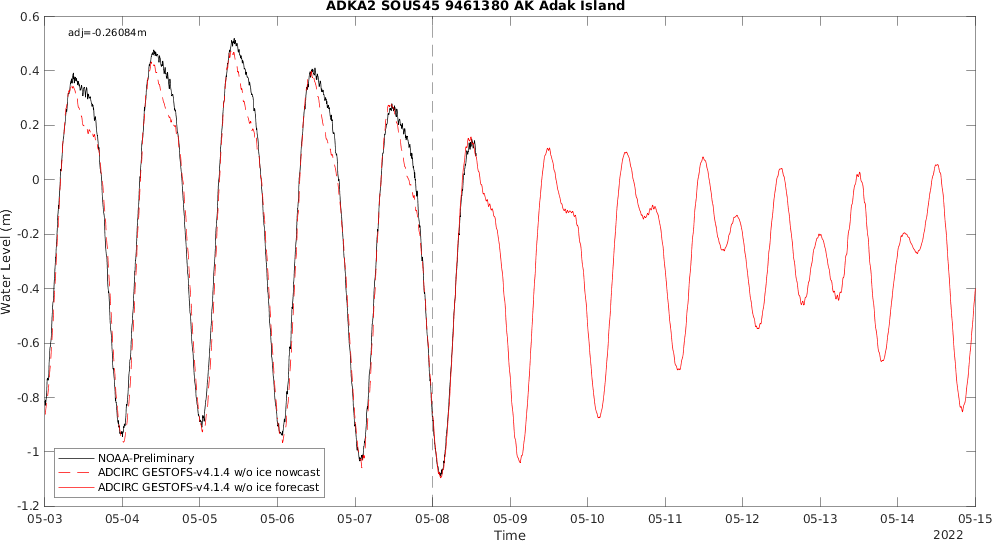 ADKA2 SOUS45 9461380 AK Adak Island
adj=-0.26084m
0.6
0.4
0.2
0
-0.2
-0.4
-0.6
-0.8
-1
-1.2
Water Level (m)
NOAA-Preliminary
ADCIRC GESTOFS-v4.1.4 w/o ice nowcast
ADCIRC GESTOFS-v4.1.4 w/o ice forecast
05-03 05-04 05-05 05-06 05-07 05-08 05-09 05-10 05-11 05-12 05-13 05-14 05-15
Time
2022